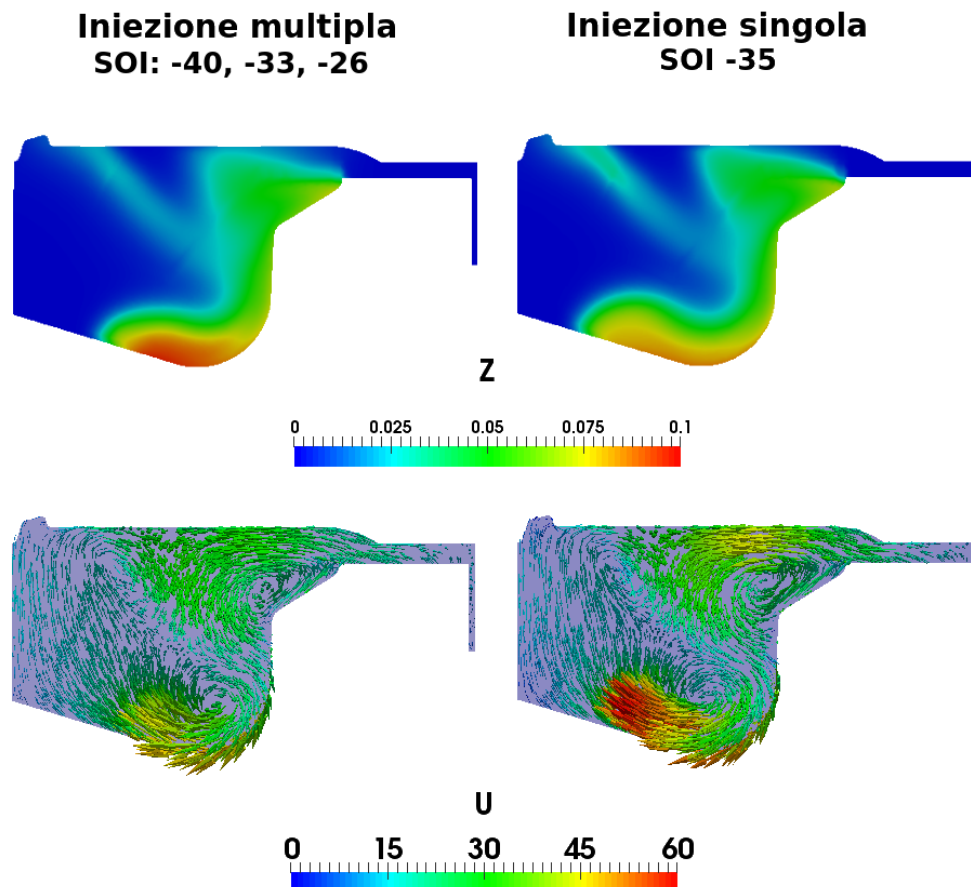 Iniezione multipla
SOI: -40, -33, -26
Iniezione singola
SOI -35
Z
0 0.025 0.05 0.075 0.1
U
0 15 30 45 60